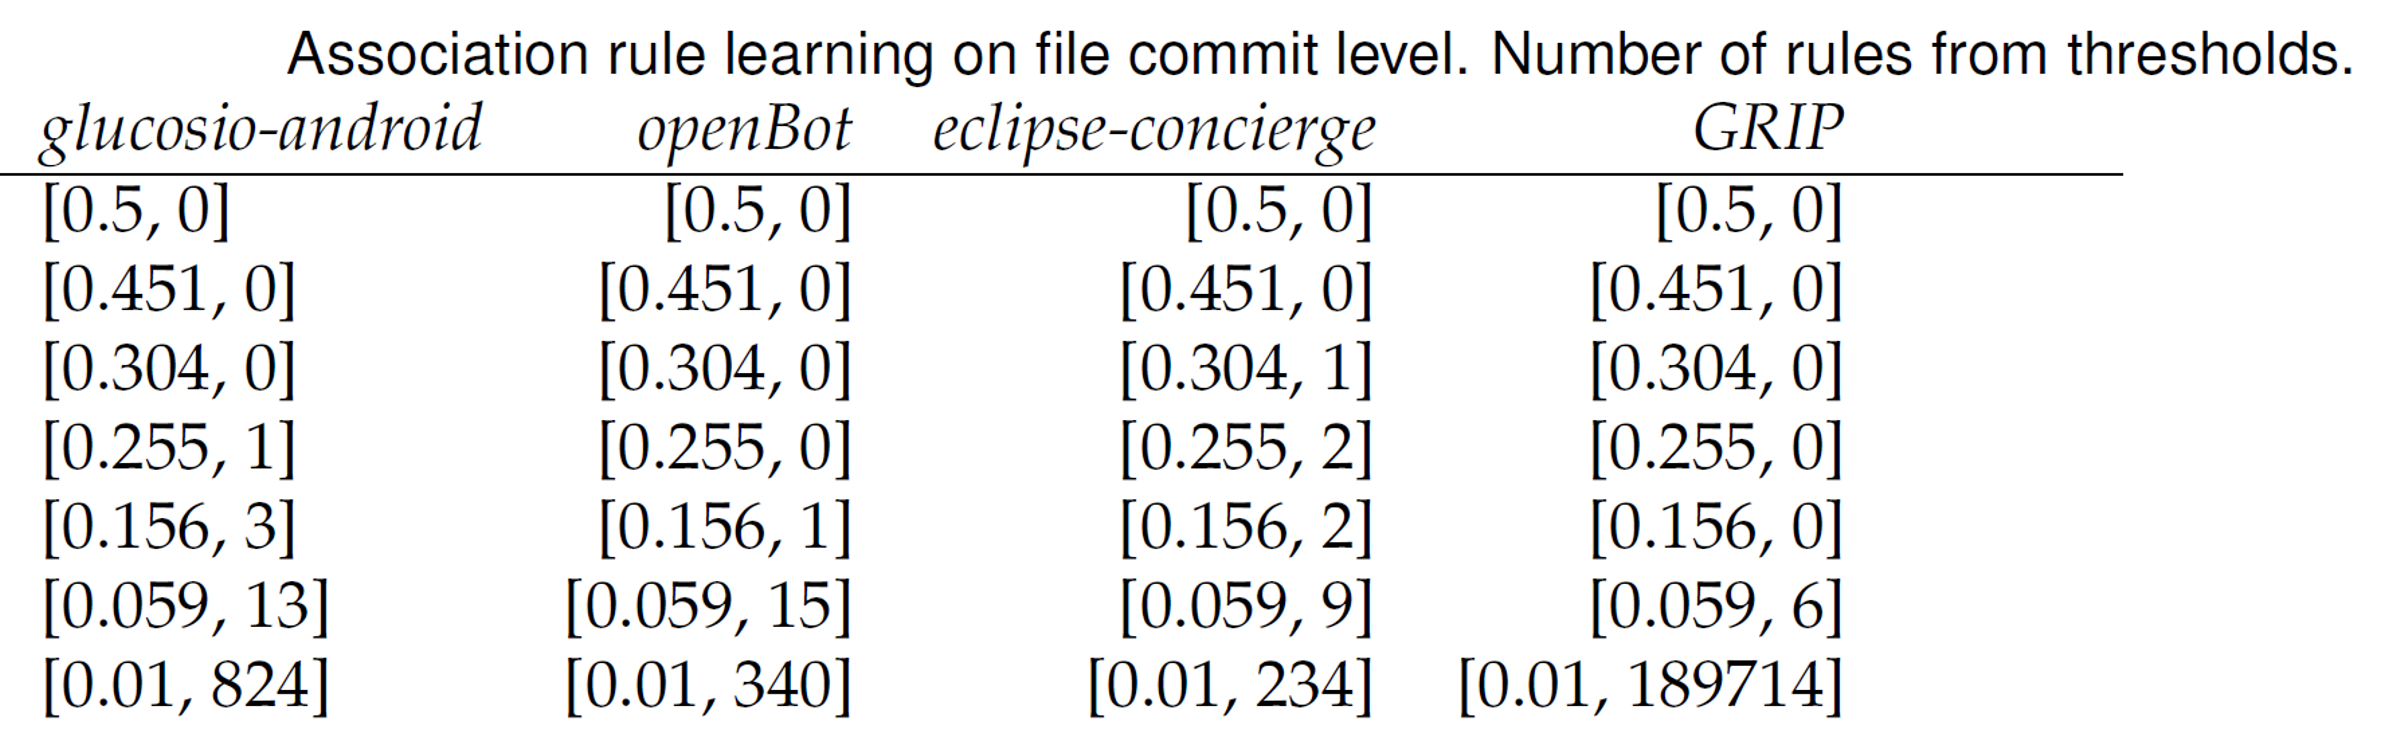 Association rule learning on file commit level. Number of rules from thresholds.
glucosio-android openBot eclipse-concierge GRIP
[0.5, 0] [0.5, 0] [0.5, 0] [0.5, 0]
[0.451, 0] [0.451, 0] [0.451, 0] [0.451, 0]
[0.304, 0] [0.304, 0] [0.304, 1] [0.304, 0]
[0.255, 1] [0.255, 0] [0.255, 2] [0.255, 0]
[0.156, 3] [0.156, 1] [0.156, 2] [0.156, 0]
[0.059, 13] [0.059, 15] [0.059, 9] [0.059, 6]
[0.01, 824] [0.01, 340] [0.01, 234] [0.01, 189714]